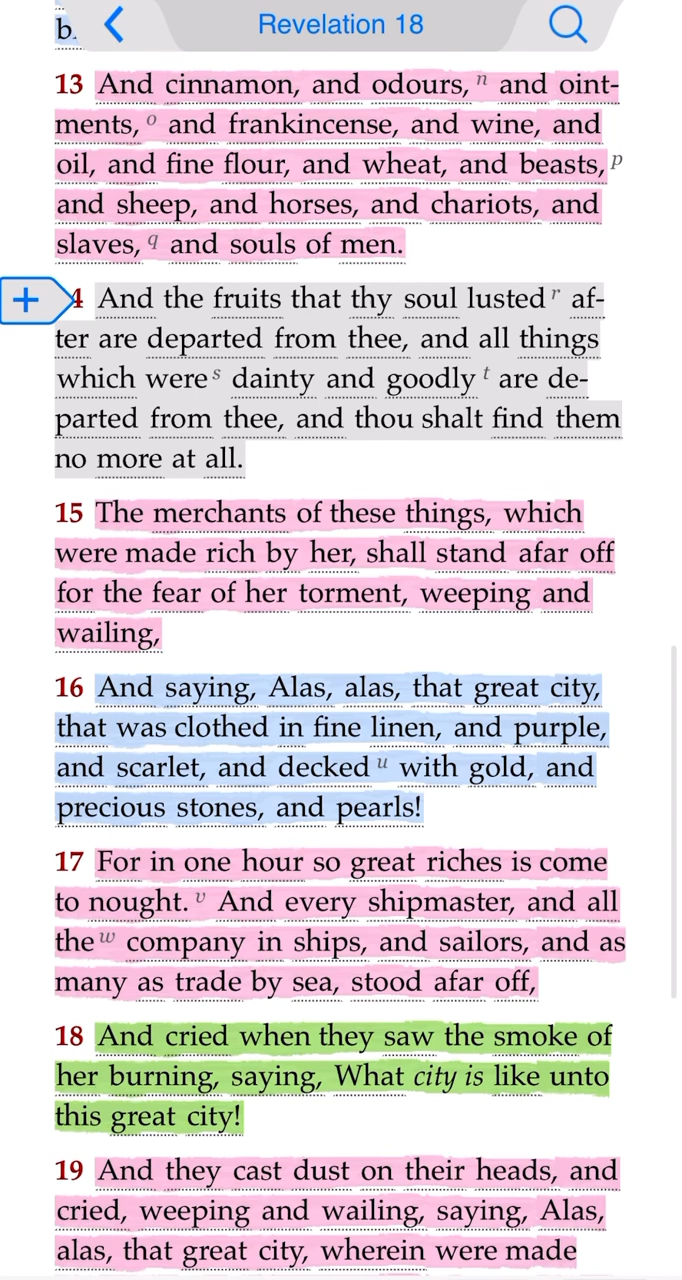 b.
Revelation 18
13 And cinnamon, and odours, n and oint-
ments, o and frankincense, and wine, and
oil, and fine flour, and wheat, and beasts, p
and sheep, and horses, and chariots, and
slaves, q and souls of men.
4 And the fruits that thy soul lusted r af-
ter are departed from thee, and all things
which were s dainty and goodly t are de-
parted from thee, and thou shalt find them
no more at all.
15 The merchants of these things, which
were made rich by her, shall stand afar off
for the fear of her torment, weeping and
wailing,
16 And saying, Alas, alas, that great city,
that was clothed in fine linen, and purple,
and scarlet, and decked u with gold, and
precious stones, and pearls!
17 For in one hour so great riches is come
to nought. v And every shipmaster, and all
the w company in ships, and sailors, and as
many as trade by sea, stood afar off,
18 And cried when they saw the smoke of
her burning, saying, What city is like unto
this great city!
19 And they cast dust on their heads, and
cried, weeping and wailing, saying, Alas,
alas, that great city, wherein were made